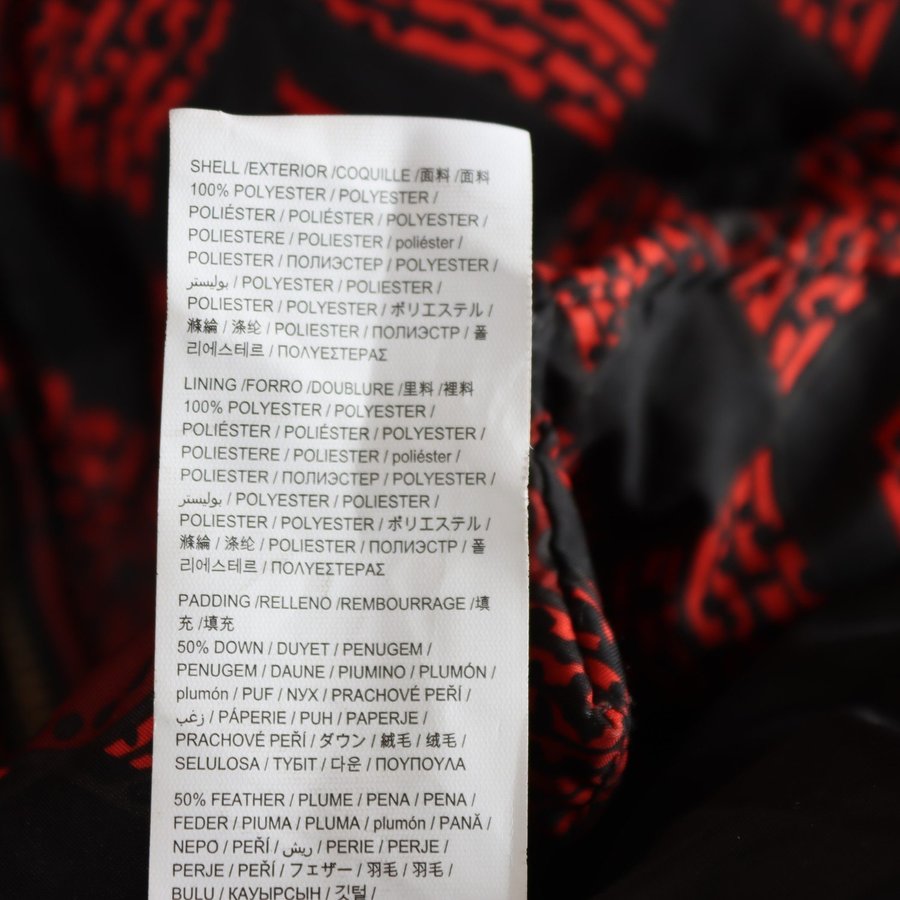 SHELL /EXTERIOR /COQUILLE /面料 /面料
100% POLYESTER / POLYESTER /
POLIÉSTER / POLIÉSTER / POLYESTER /
POLIESTERE / POLIESTER / poliéster /
POLIESTER / ПОЛИЭСТЕР / POLYESTER /
بوليستر / POLYESTER / POLIESTER /
POLIESTER / POLYESTER / ポリエステル /
滌綸 / 涤纶 / POLIESTER / ПОЛИЭСТР / 폴
리에스테르 / ΠΟΛΥΕΣΤΕΡΑΣ
LINING /FORRO /DOUBLURE /里料 /裡料
100% POLYESTER / POLYESTER /
POLIÉSTER / POLIÉSTER / POLYESTER /
POLIESTERE / POLIESTER / poliéster /
POLIESTER / ПОЛИЭСТЕР / POLYESTER /
بوليستر / POLYESTER / POLIESTER /
POLIESTER / POLYESTER / ポリエステル /
滌綸 / 涤纶 / POLIESTER / ПОЛИЭСТР / 폴
리에스테르 / ΠΟΛΥΕΣΤΕΡΑΣ
PADDING /RELLENO /REMBOURRAGE /填
充 /填充
50% DOWN / DUYET / PENUGEM /
PENUGEM / DAUNE / PIUMINO / PLUMÓN /
plumón / PUF / NУX / PRACHOVÉ PEŘÍ /
زغب / PÁPERIE / PUH / PAPERJE /
PRACHOVÉ PEŘÍ / ダウン / 絨毛 / 绒毛 /
SELULOSA / ТҮБІТ / 다운 / ΠΟΥΠΟΥΛΑ
50% FEATHER / PLUME / PENA / PENA /
FEDER / PIUMA / PLUMA / plumón / PANĂ /
NEPO / PEŘÍ / ريش / PERIE / PERJE /
PERJE / PEŘÍ / フェザー / 羽毛 / 羽毛 /
BULU / ҚАУЫРСЫН / 깃털 /